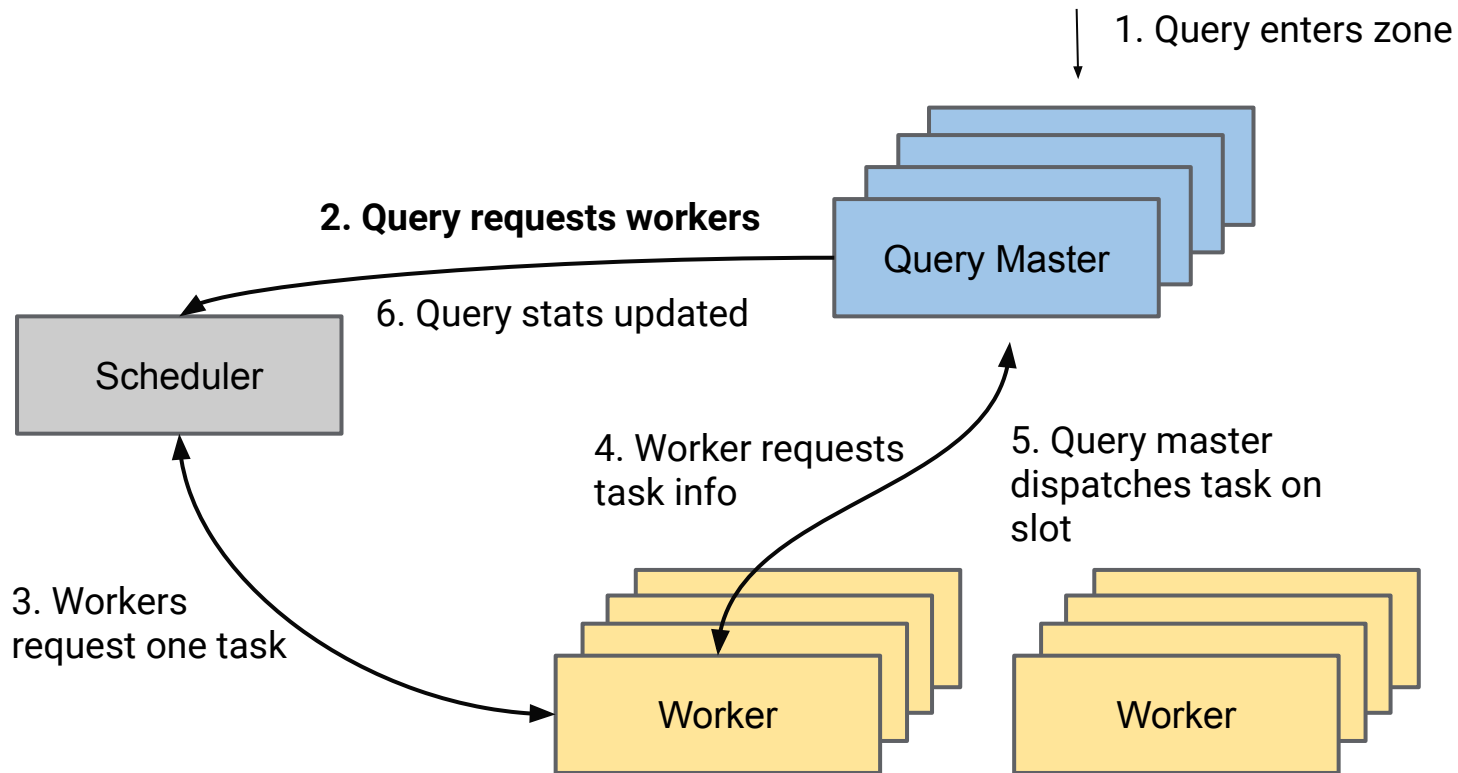 1. Query enters zone
2. Query requests workers
Query Master
6. Query stats updated
Scheduler
4. Worker requests
task info
5. Query master
dispatches task on
slot
3. Workers
request one task
Worker
Worker